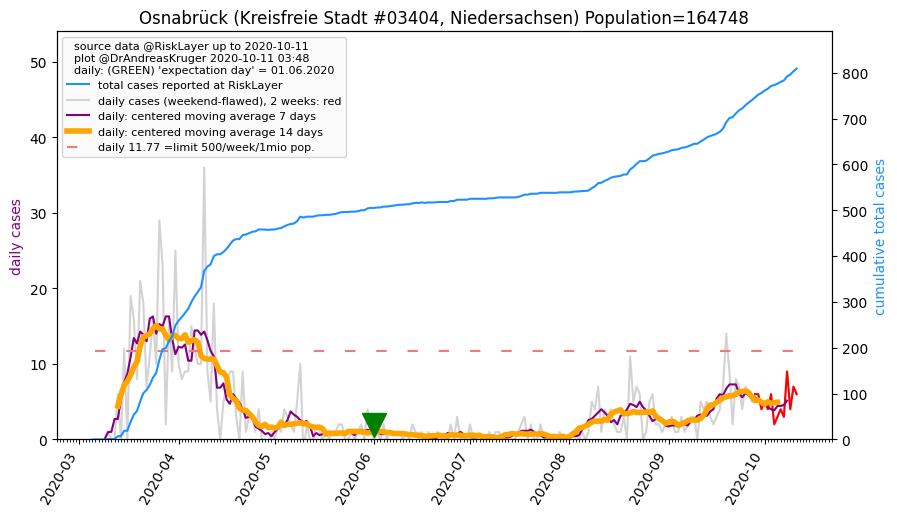 Osnabrück (Kreisfreie Stadt #03404, Niedersachsen) Population=164748
source data @RiskLayer up to 2020-10-11
plot @DrAndreasKruger 2020-10-11 03:48
daily: (GREEN) 'expectation day' = 01.06.2020
total cases reported at RiskLayer
daily cases (weekend-flawed), 2 weeks: red
daily: centered moving average 7 days
daily: centered moving average 14 days
daily 11.77 =limit 500/week/1mio pop.
daily cases
50
40
30
20
10
0
cumulative total cases
800
700
600
500
400
300
200
100
0
2020-03
2020-04
2020-05
2020-06
2020-07
2020-08
2020-09
2020-10